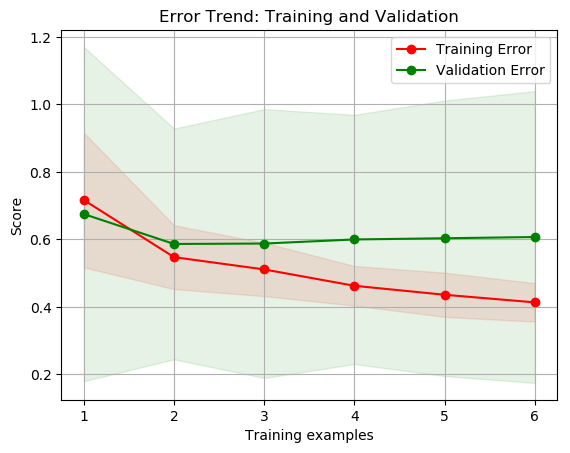 Error Trend: Training and Validation
Training Error
Validation Error
Score
1.2
1.0
0.8
0.6
0.4
0.2
1 2 3 4 5 6
Training examples